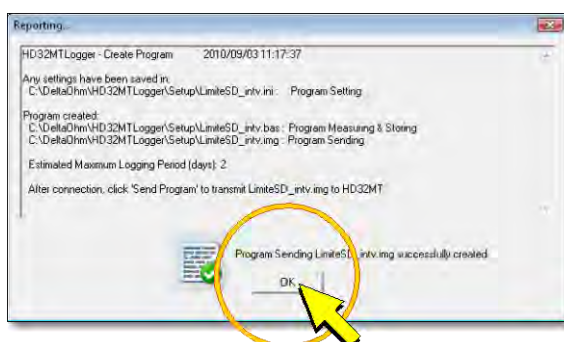 Reporting...
HD32MTLogger - Create Program 2010/09/03 11:17:37
Any settings have been saved in:
C:\DeltaOhm\HD32MTLogger\Setup\LimiteSD_intv.ini : Program Setting
Program created:
C:\DeltaOhm\HD32MTLogger\Setup\LimiteSD_intv.bas : Program Measuring & Storing
C:\DeltaOhm\HD32MTLogger\Setup\LimiteSD_intv.img : Program Sending
Estimated Maximum Logging Period (days): 2
After connection, click 'Send Program' to transmit LimiteSD_intv.img to HD32MT
Program Sending LimiteSD_intv.img successfully created
OK